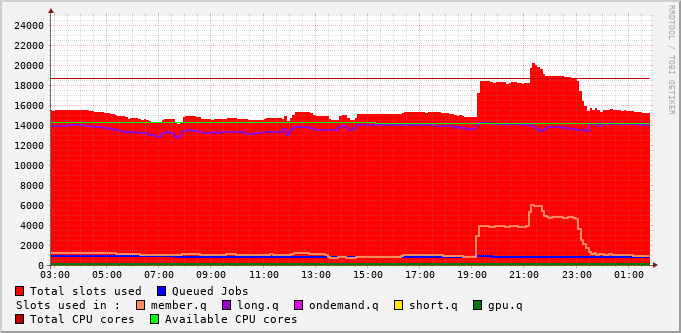 24000
22000
20000
18000
16000
14000
12000
10000
8000
6000
4000
2000
0
03:00 05:00 07:00 09:00 11:00 13:00 15:00 17:00 19:00 21:00 23:00 01:00
RRDTOOL / TOBI OETIKER
Total slots used Queued Jobs
Slots used in : member.q long.q ondemand.q short.q gpu.q
Total CPU cores Available CPU cores